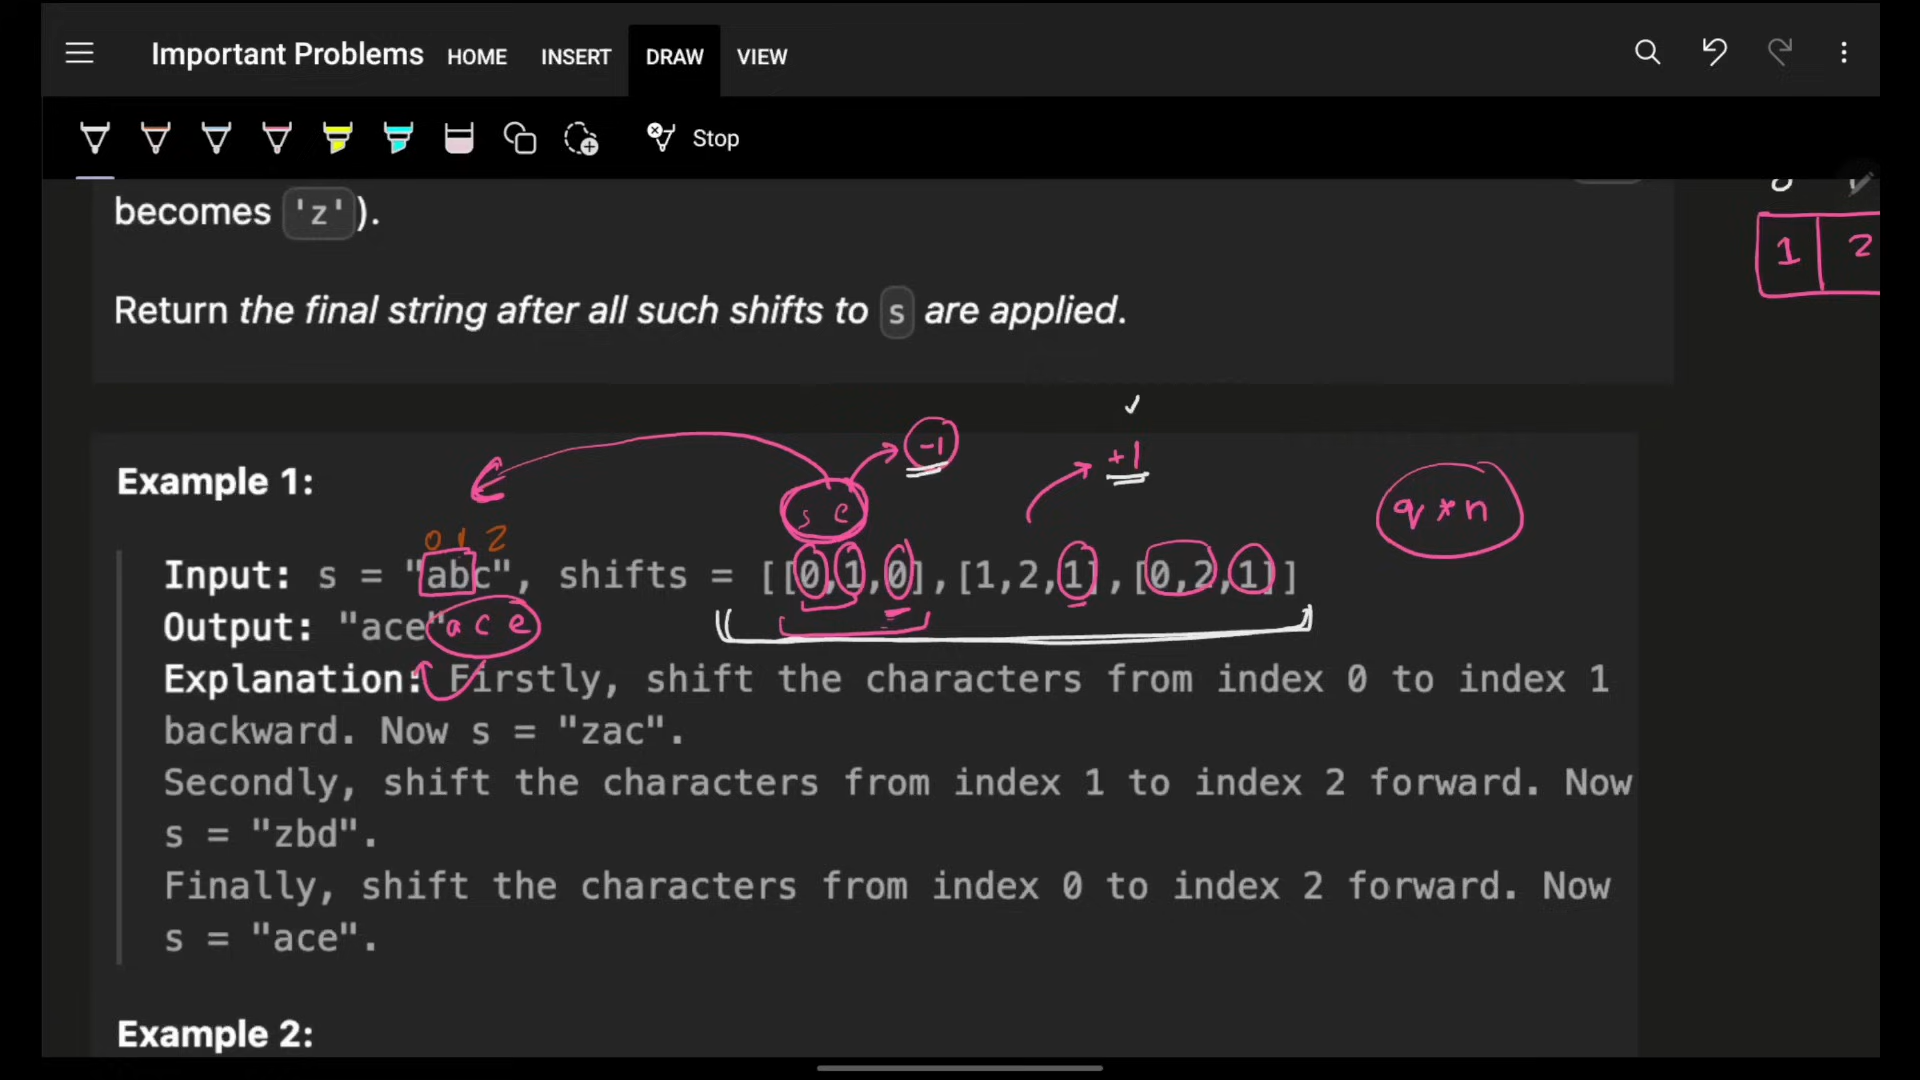 Important Problems HOME INSERT DRAW VIEW
Stop
becomes 'z').
1 2
Return the final string after all such shifts to s are applied.
-1 +1
Example 1:
s e
q * n
0 1 2
Input: s = "abc", shifts = [[0,1,0],[1,2,1],[0,2,1]]
Output: "ace" a c e
Explanation: Firstly, shift the characters from index 0 to index 1
backward. Now s = "zac".
Secondly, shift the characters from index 1 to index 2 forward. Now
s = "zbd".
Finally, shift the characters from index 0 to index 2 forward. Now
s = "ace".
Example 2: